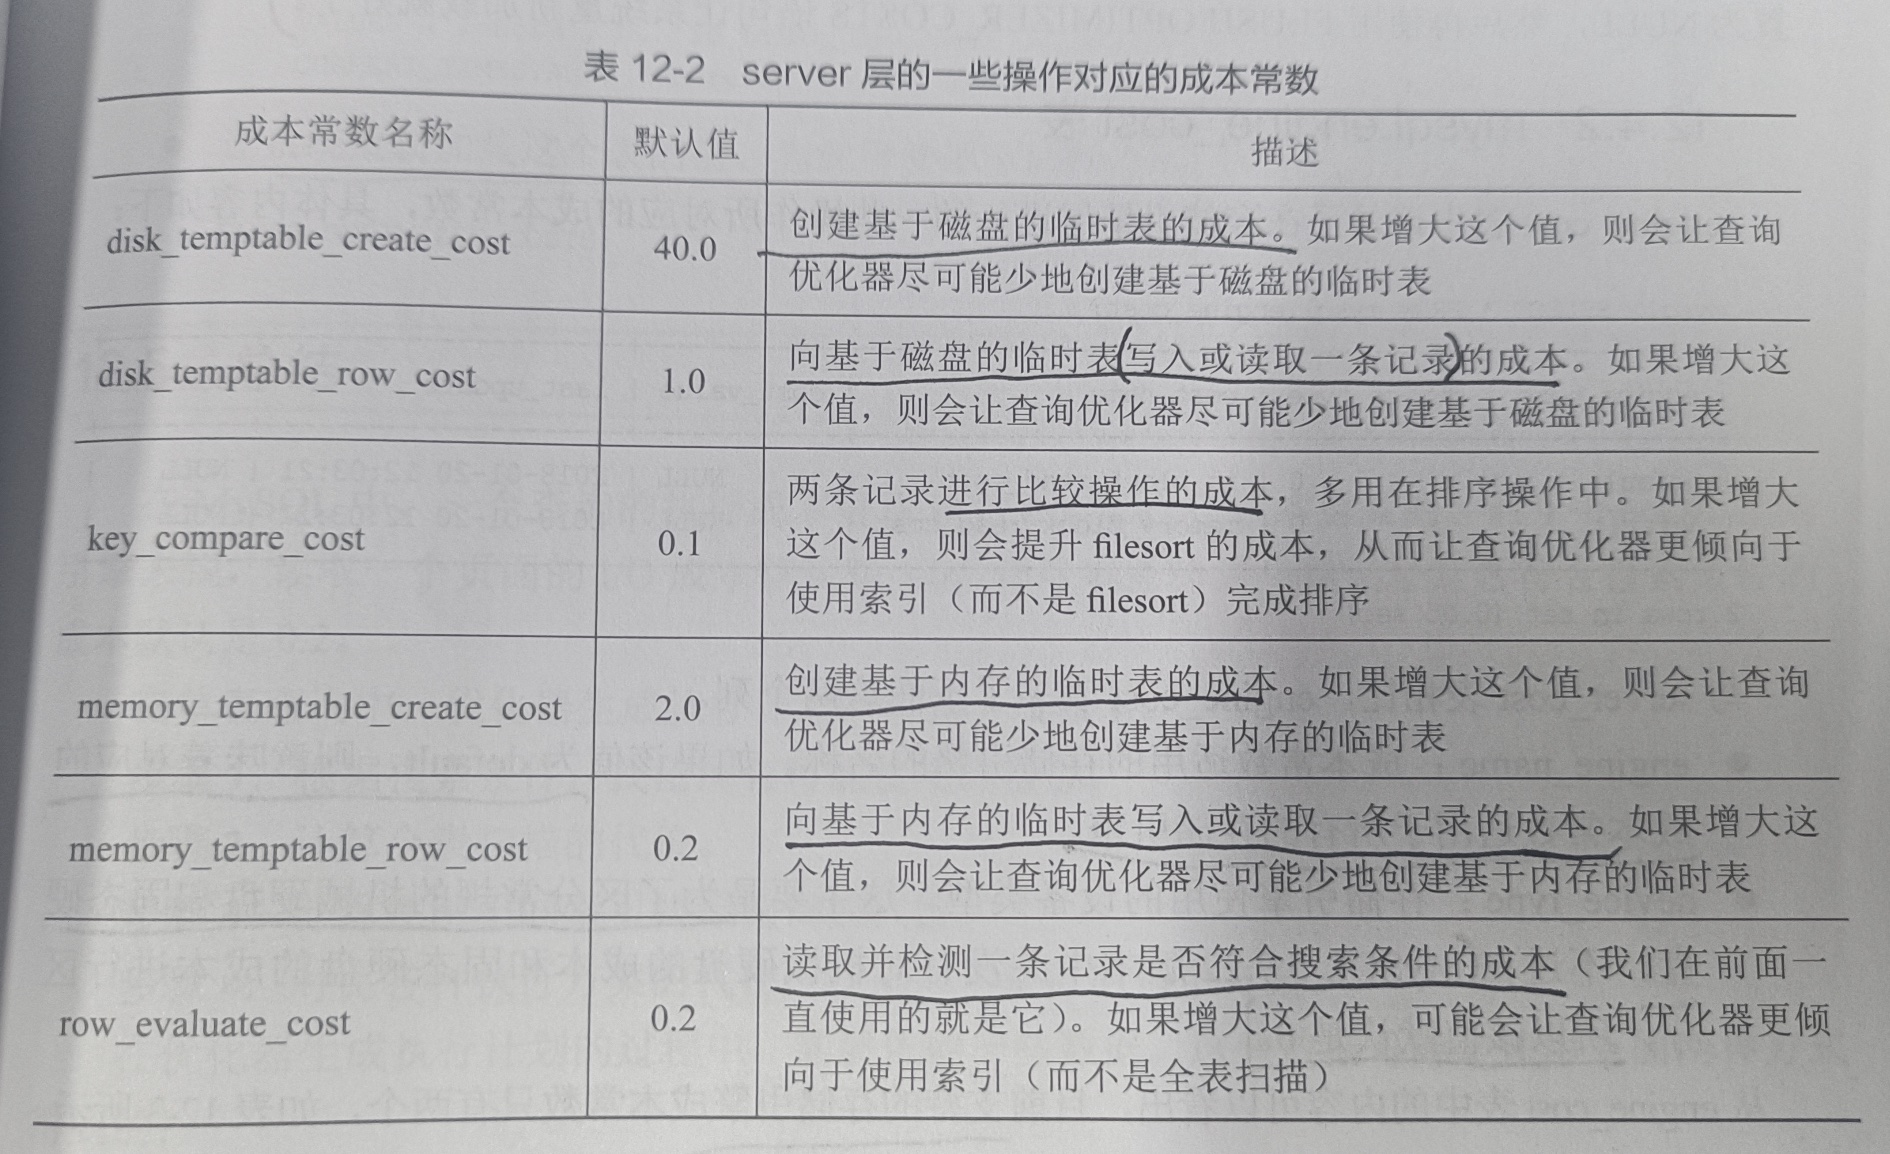 表 12-2 server 层的一些操作对应的成本常数
成本常数名称 默认值 描述
disk_temptable_create_cost 40.0 创建基于磁盘的临时表的成本。如果增大这个值，则会让查询
优化器尽可能少地创建基于磁盘的临时表
disk_temptable_row_cost 1.0 向基于磁盘的临时表(写入或读取一条记录)的成本。如果增大这
个值，则会让查询优化器尽可能少地创建基于磁盘的临时表
key_compare_cost 0.1 两条记录进行比较操作的成本，多用在排序操作中。如果增大
这个值，则会提升 filesort 的成本，从而让查询优化器更倾向于
使用索引（而不是 filesort）完成排序
memory_temptable_create_cost 2.0 创建基于内存的临时表的成本。如果增大这个值，则会让查询
优化器尽可能少地创建基于内存的临时表
memory_temptable_row_cost 0.2 向基于内存的临时表写入或读取一条记录的成本。如果增大这
个值，则会让查询优化器尽可能少地创建基于内存的临时表
row_evaluate_cost 0.2 读取并检测一条记录是否符合搜索条件的成本（我们在前面一
直使用的就是它）。如果增大这个值，可能会让查询优化器更倾
向于使用索引（而不是全表扫描）